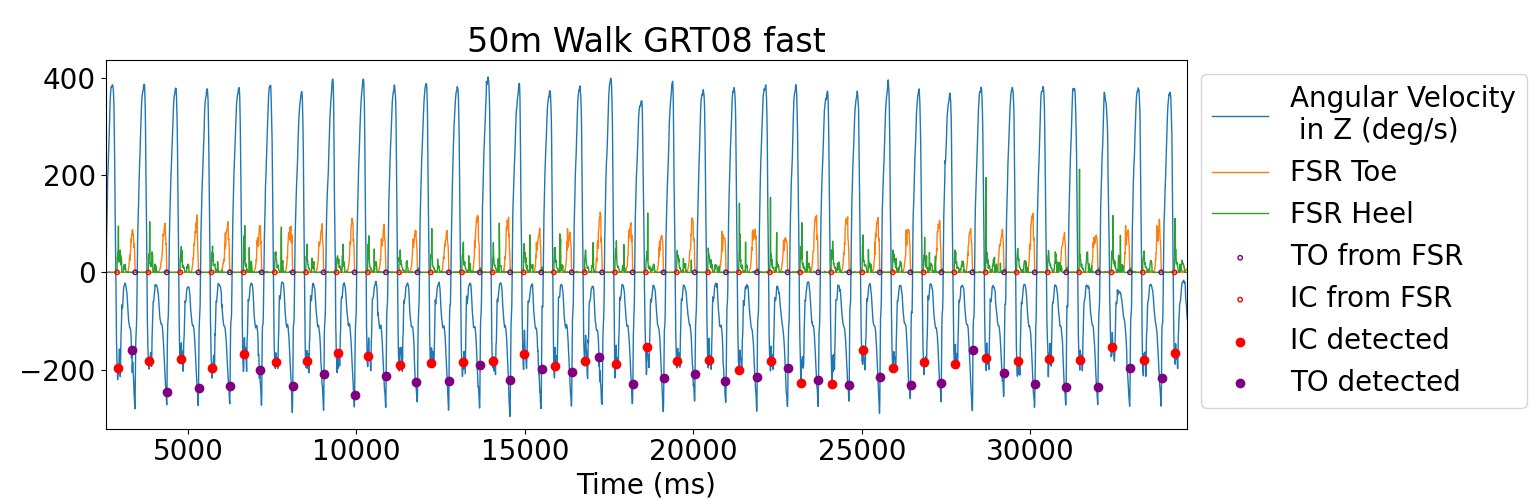 50m Walk GRT08 fast
400
200
0
−200
5000 10000 15000 20000 25000 30000
Time (ms)
Angular Velocity
in Z (deg/s)
FSR Toe
FSR Heel
TO from FSR
IC from FSR
IC detected
TO detected